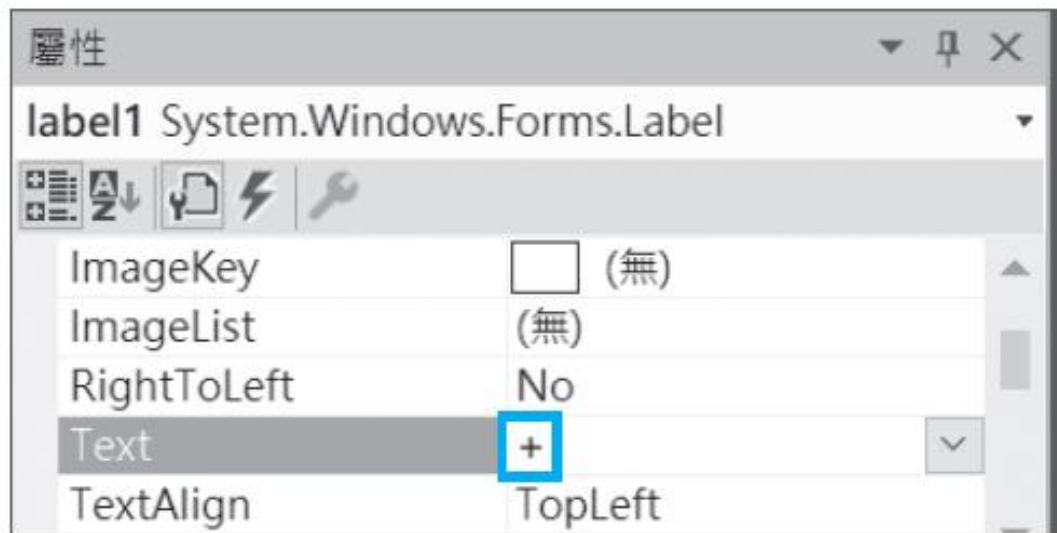 屬性
label1 System.Windows.Forms.Label
ImageKey (無)
ImageList (無)
RightToLeft No
Text +
TextAlign TopLeft